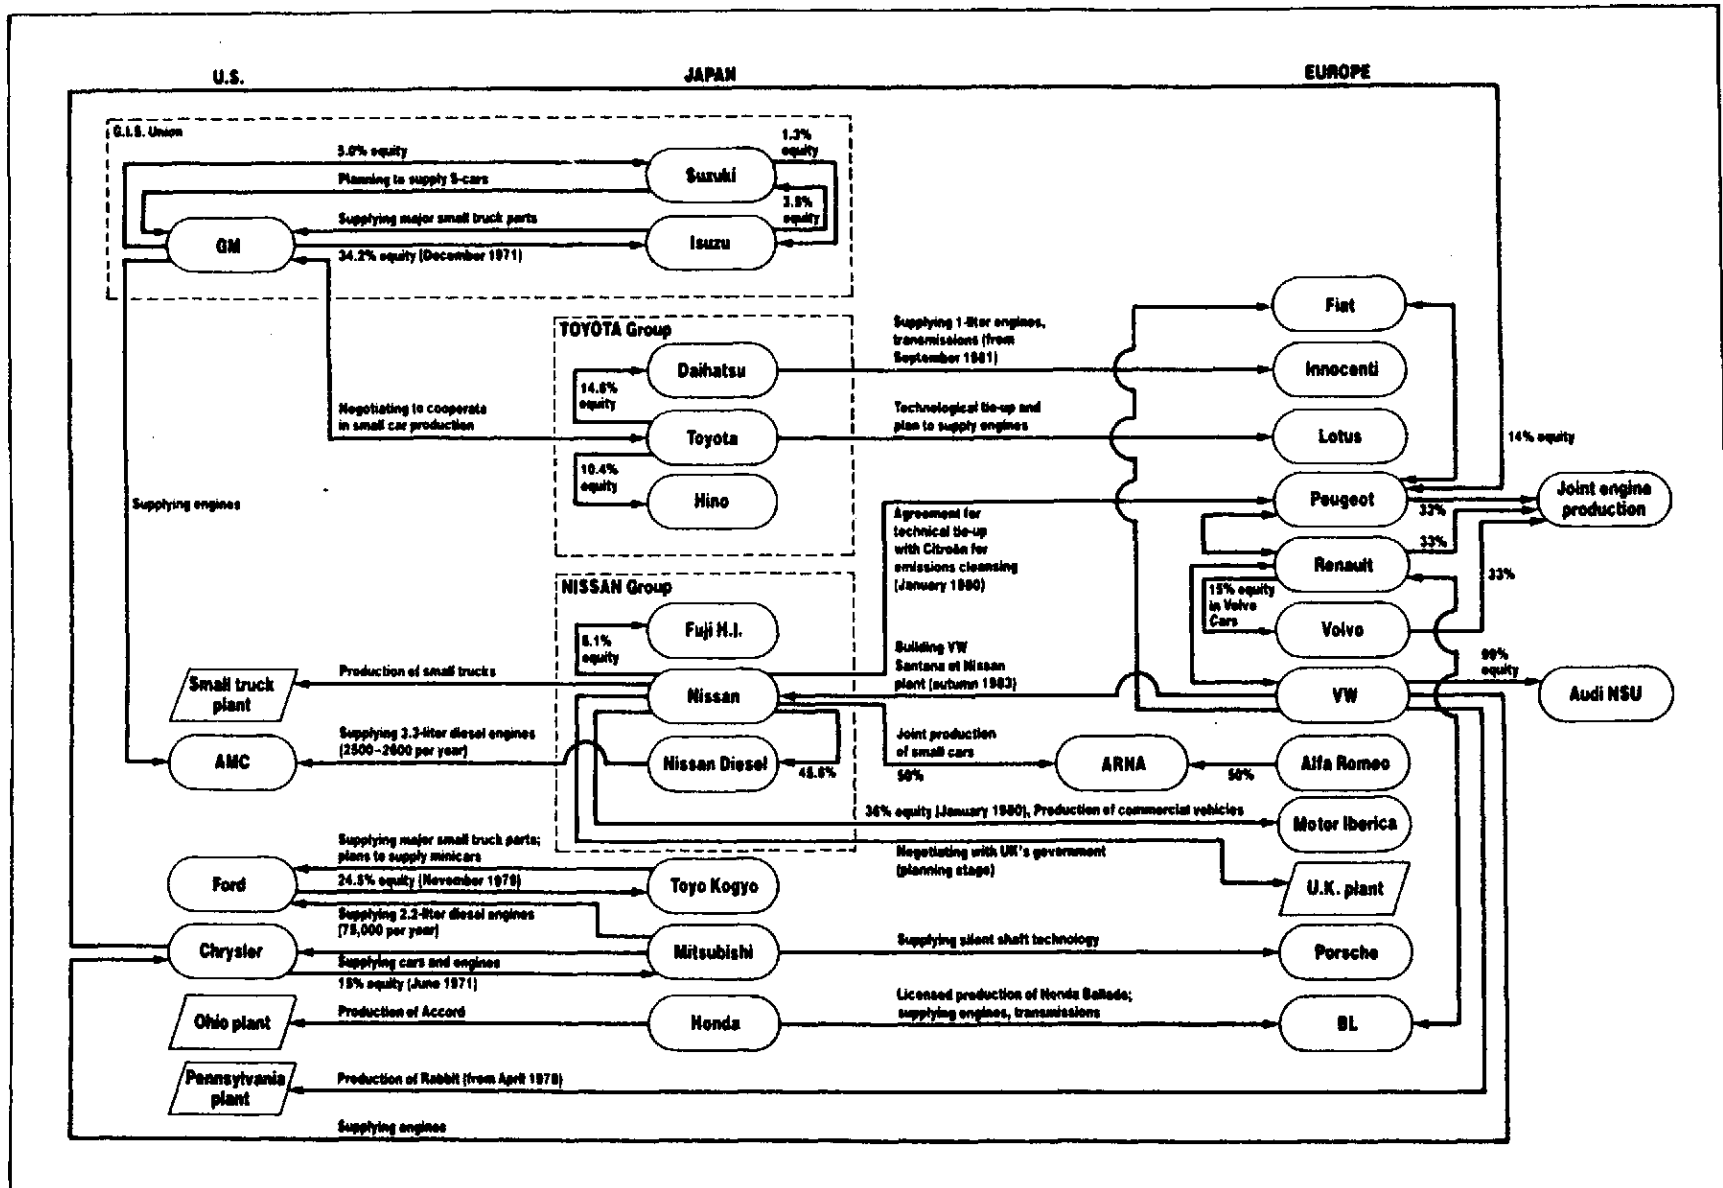 U.S.
JAPAN
EUROPE
G.I.S. Union
5.0% equity
1.3%
equity
Suzuki
Planning to supply S-cars
3.5%
equity
Supplying major small truck parts
GM
Isuzu
34.2% equity (December 1971)
Fiat
TOYOTA Group
Supplying 1-liter engines,
transmissions (from
September 1981)
Daihatsu
Innocenti
14.6%
equity
Negotiating to cooperate
in small car production
Technological tie-up and
plan to supply engines
Toyota
Lotus
14% equity
10.4%
equity
Hino
Peugeot
33%
Joint engine
production
Supplying engines
Agreement for
technical tie-up
with Citroën for
emissions cleansing
(January 1980)
33%
Renault
33%
NISSAN Group
15% equity
in Volvo
Cars
Fuji H.I.
Volvo
6.1%
equity
Building VW
Santana at Nissan
plant (autumn 1983)
99%
equity
Production of small trucks
Small truck
plant
Nissan
VW
Audi NSU
Supplying 3.3-liter diesel engines
(2500–2600 per year)
Joint production
of small cars
AMC
Nissan Diesel
45.6%
50%
ARNA
50%
Alfa Romeo
36% equity (January 1980), Production of commercial vehicles
Motor Iberica
Supplying major small truck parts;
plans to supply minicars
Negotiating with UK's government
(planning stage)
Ford
24.5% equity (November 1979)
Toyo Kogyo
U.K. plant
Supplying 2.2-liter diesel engines
(75,000 per year)
Chrysler
Mitsubishi
Supplying silent shaft technology
Porsche
Supplying cars and engines
15% equity (June 1971)
Licensed production of Honda Ballade;
supplying engines, transmissions
Ohio plant
Production of Accord
Honda
BL
Pennsylvania
plant
Production of Rabbit (from April 1978)
Supplying engines